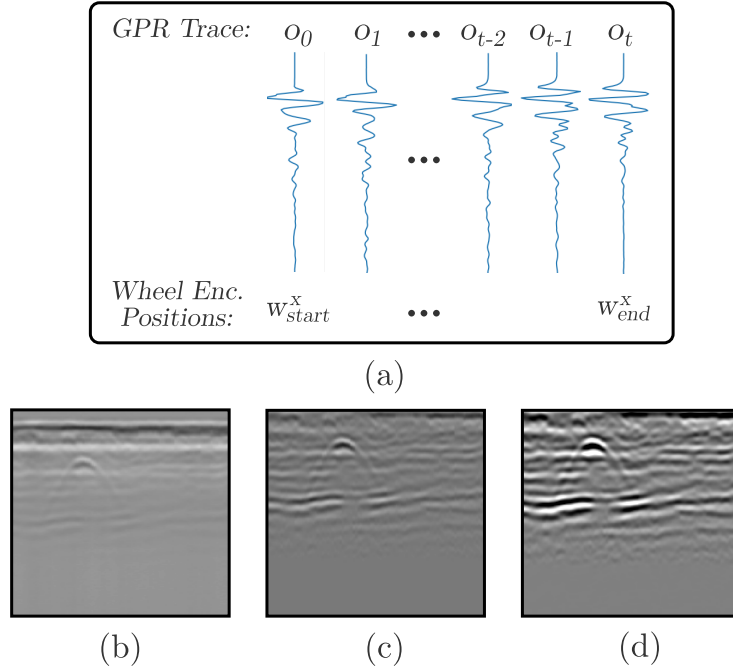 GPR Trace: o₀ o₁ ••• oₜ₋₂ oₜ₋₁ oₜ
•••
Wheel Enc.
Positions: wˣstart ••• wˣend
(a)
(b) (c) (d)